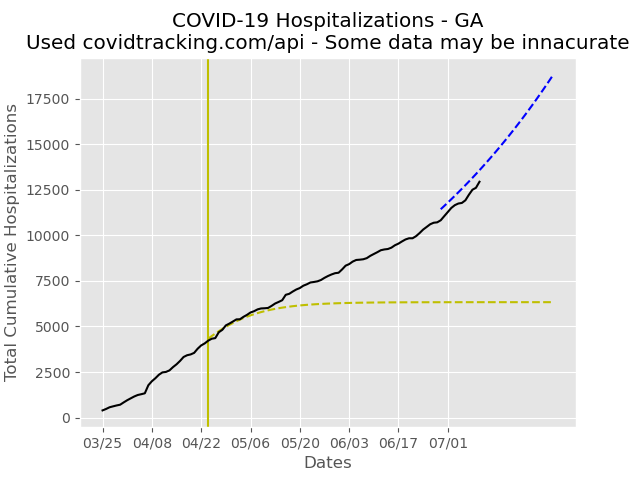 COVID-19 Hospitalizations - GA
Used covidtracking.com/api - Some data may be innacurate
Total Cumulative Hospitalizations
17500
15000
12500
10000
7500
5000
2500
0
03/25 04/08 04/22 05/06 05/20 06/03 06/17 07/01
Dates